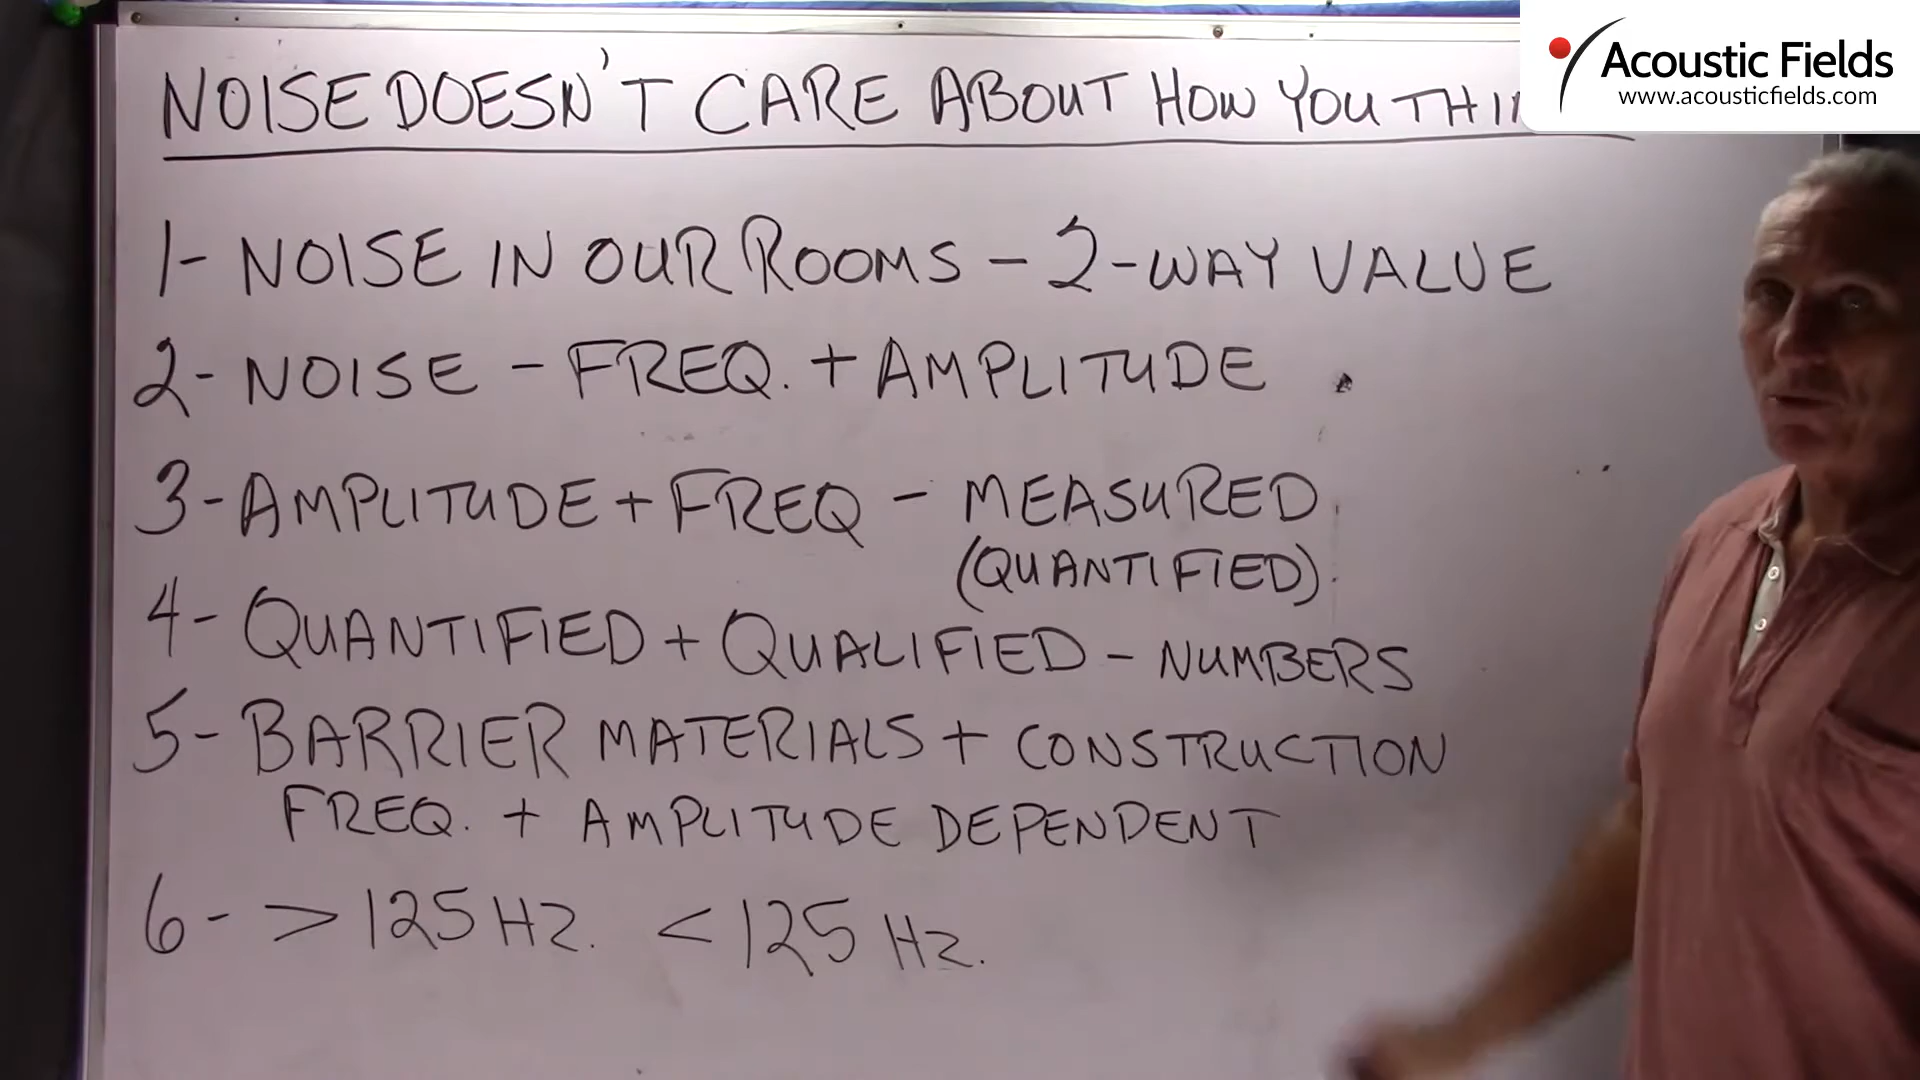 NOISE DOESN'T CARE ABOUT HOW YOU
Acoustic Fields
www.acousticfields.com
1- NOISE IN OUR ROOMS - 2-WAY VALUE
2- NOISE - FREQ. + AMPLITUDE
3- AMPLITUDE + FREQ - MEASURED
(QUANTIFIED).
4- QUANTIFIED + QUALIFIED - NUMBERS
5- BARRIER MATERIALS + CONSTRUCTION
FREQ. + AMPLITUDE DEPENDENT
6- > 125 HZ. < 125 HZ.